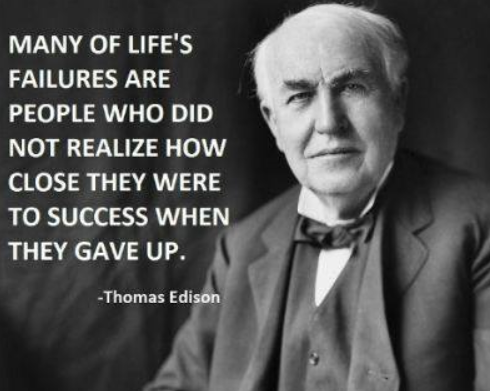 MANY OF LIFE'S
FAILURES ARE
PEOPLE WHO DID
NOT REALIZE HOW
CLOSE THEY WERE
TO SUCCESS WHEN
THEY GAVE UP.
-Thomas Edison